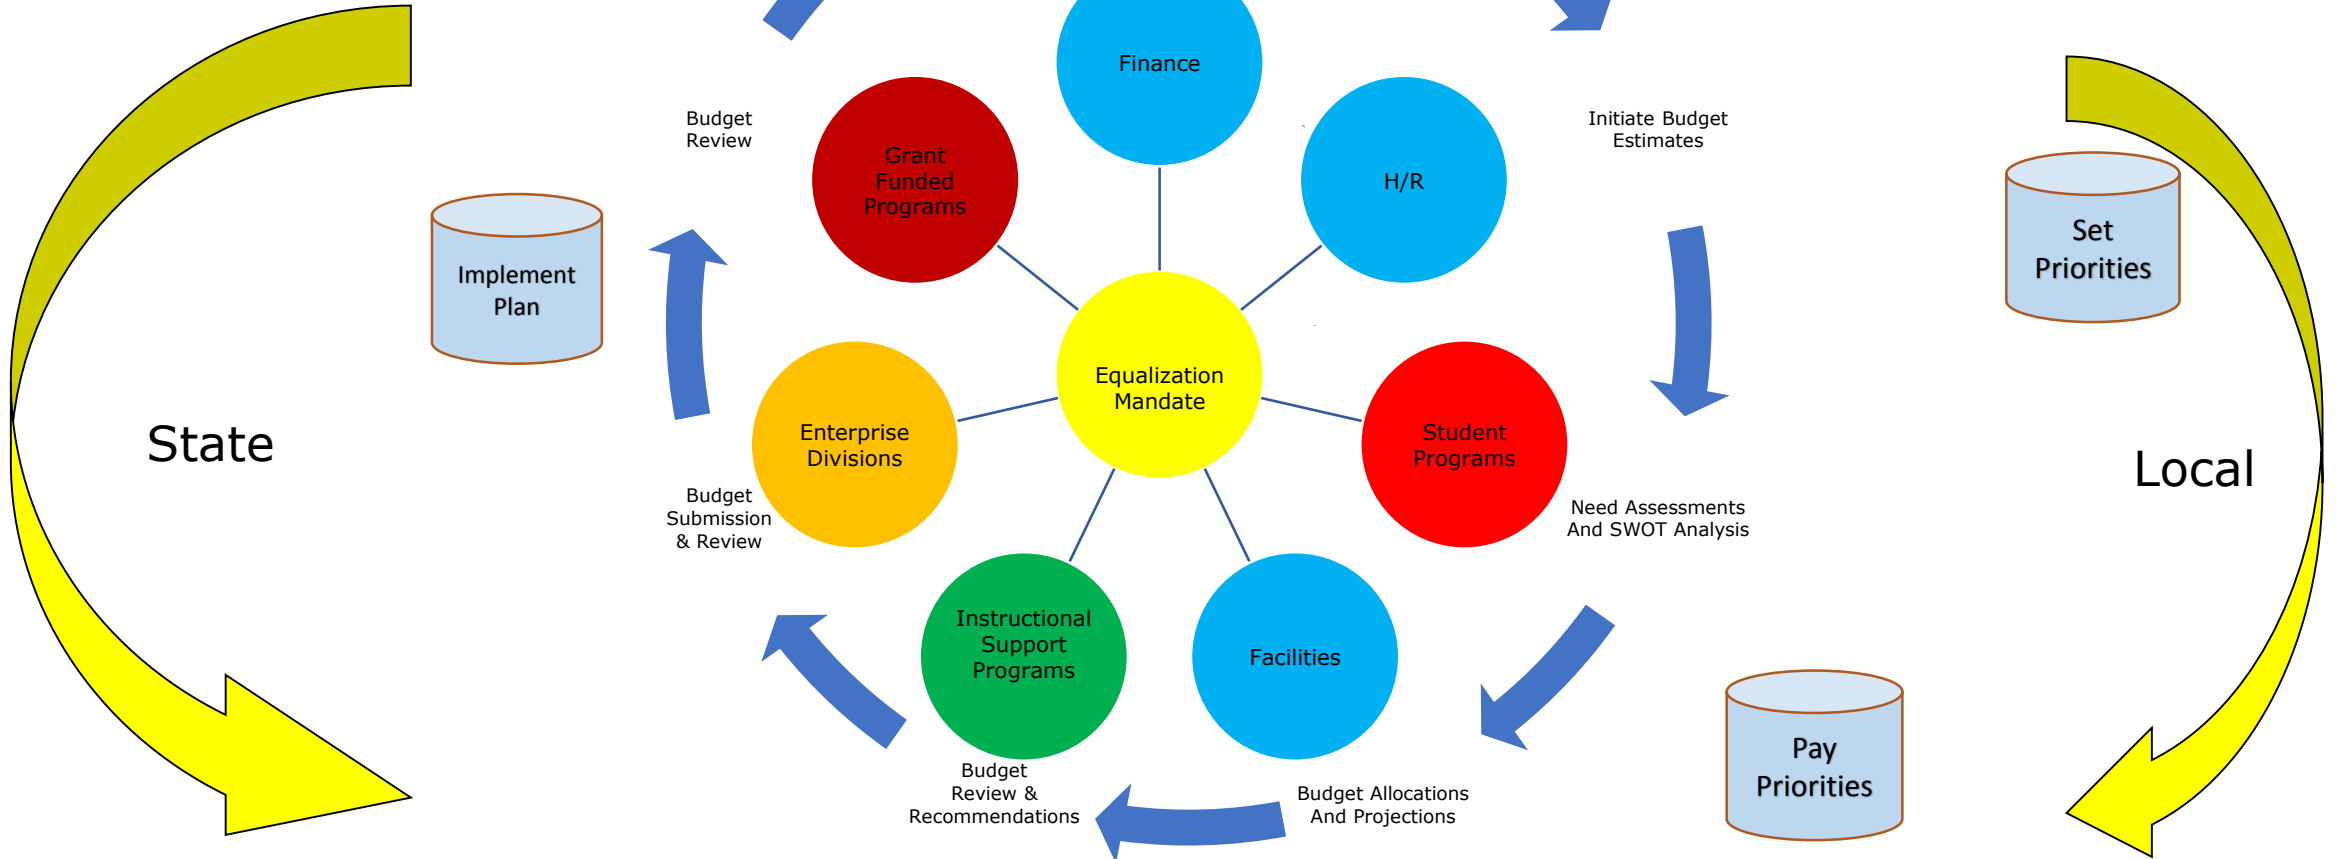 Finance
Budget
Review
Initiate Budget
Estimates
Grant
Funded
Programs
H/R
Set
Priorities
Implement
Plan
Equalization
Mandate
State
Enterprise
Divisions
Student
Programs
Local
Budget
Submission
& Review
Need Assessments
And SWOT Analysis
Instructional
Support
Programs
Facilities
Pay
Priorities
Budget
Review &
Recommendations
Budget Allocations
And Projections